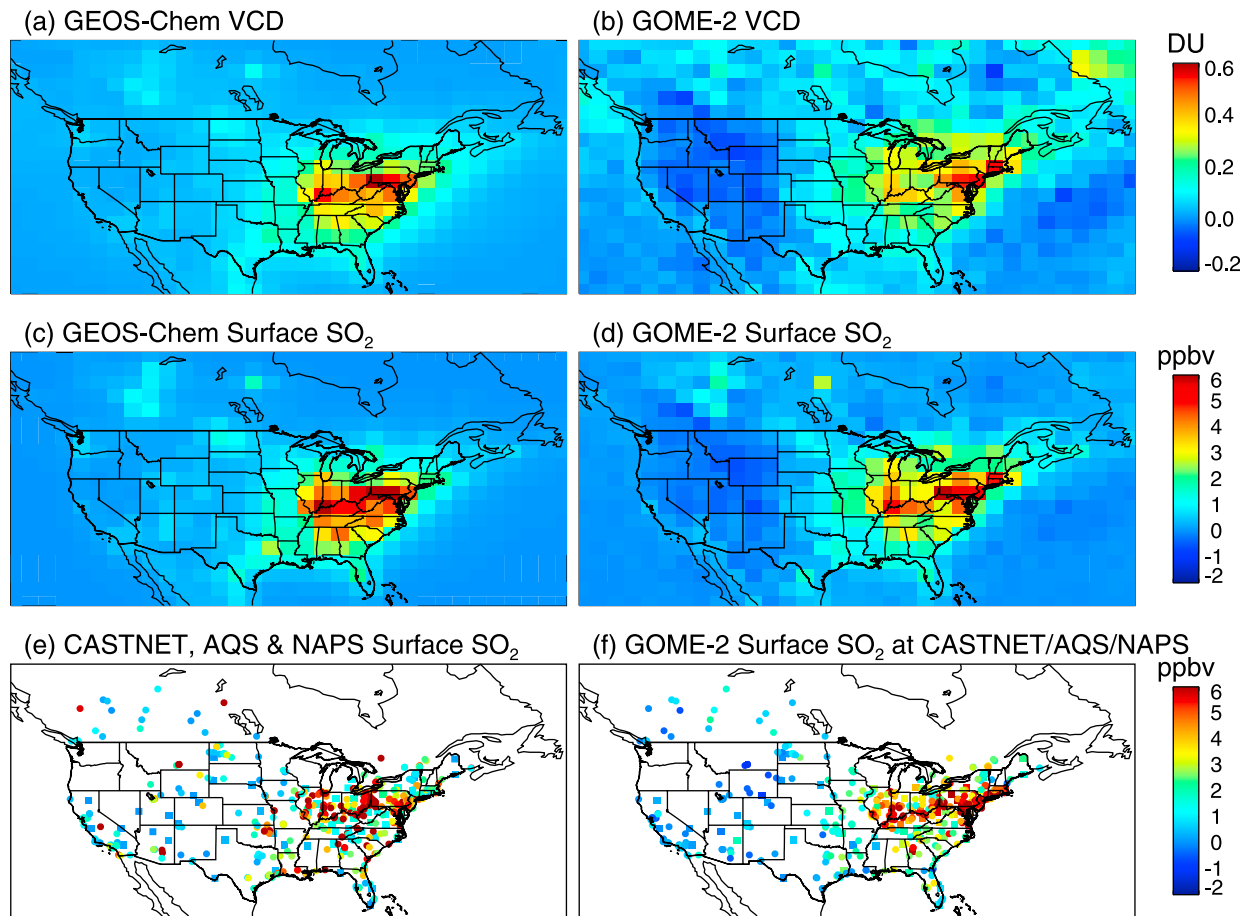 (a) GEOS-Chem VCD
(b) GOME-2 VCD
DU
0.6
0.4
0.2
0.0
-0.2
(c) GEOS-Chem Surface SO₂
(d) GOME-2 Surface SO₂
ppbv
6
5
4
3
2
1
0
-1
-2
(e) CASTNET, AQS & NAPS Surface SO₂
(f) GOME-2 Surface SO₂ at CASTNET/AQS/NAPS
ppbv
6
5
4
3
2
1
0
-1
-2